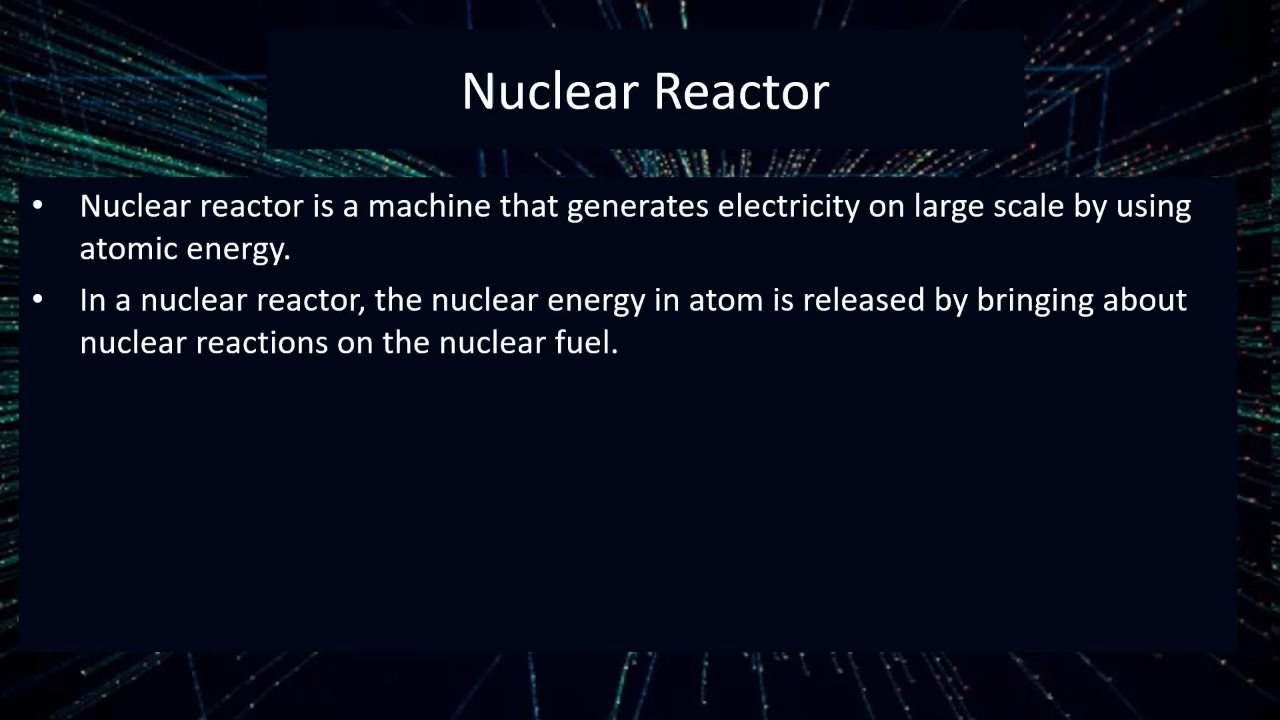 Nuclear Reactor
• Nuclear reactor is a machine that generates electricity on large scale by using
atomic energy.
• In a nuclear reactor, the nuclear energy in atom is released by bringing about
nuclear reactions on the nuclear fuel.